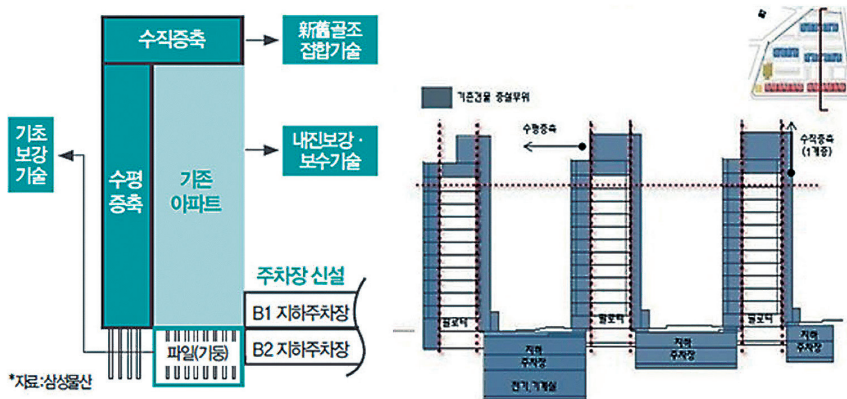 수직증축
新舊골조
접합기술
기초
보강
기술
수평
증축
기존
아파트
내진보강·
보수기술
주차장 신설
B1 지하주차장
B2 지하주차장
파일(기둥)
*자료:삼성물산
기존건물 증설부위
수평증축
수직증축
(1개층)
필로티
필로티
필로티
지하
주차장
전기,기계실
지하
주차장
지하
주차장